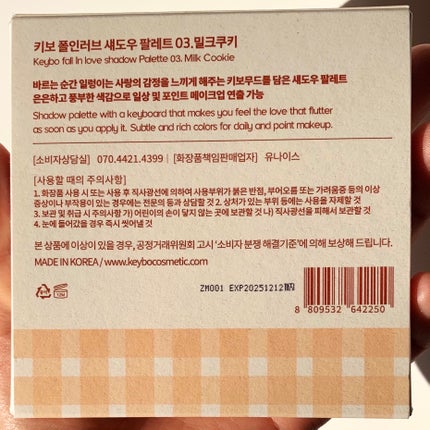 키보 폴인러브 섀도우 팔레트 03.밀크쿠키
Keybo fall In love shadow Palette 03. Milk Cookie
바르는 순간 일렁이는 사랑의 감정을 느끼게 해주는 키보무드를 담은 섀도우 팔레트
은은하고 풍부한 색감으로 일상 및 포인트 메이크업 연출 가능
Shadow palette with a keyboard that makes you feel the love that flutter
as soon as you apply it. Subtle and rich colors for daily and point makeup.
[소비자상담실] 070.4421.4399 | [화장품책임판매업자] 유나이스
[사용할 때의 주의사항]
1. 화장품 사용 시 또는 사용 후 직사광선에 의하여 사용부위가 붉은 반점, 부어오름 또는 가려움증 등의 이상
증상이나 부작용이 있는 경우에는 전문의 등과 상담할 것 2. 상처가 있는 부위 등에는 사용을 자제할 것
3. 보관 및 취급 시 주의사항 가) 어린이의 손이 닿지 않는 곳에 보관할 것 나) 직사광선을 피해서 보관할 것
4. 눈에 들어갔을 경우 즉시 씻어낼 것
본 상품에 이상이 있을 경우, 공정거래위원회 고시 '소비자 분쟁 해결기준'에 의해 보상해 드립니다.
MADE IN KOREA / www.keybocosmetic.com
ZM001 EXP20251212
8 809532 642250